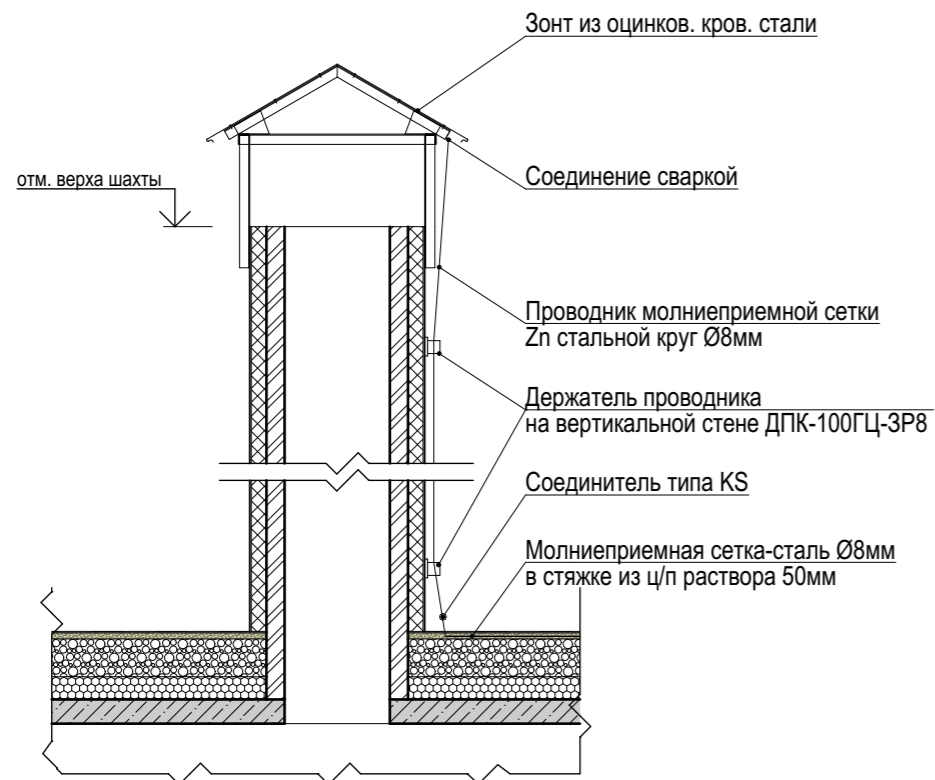 Зонт из оцинков. кров. стали
Соединение сваркой
отм. верха шахты
Проводник молниеприемной сетки
Zn стальной круг Ø8мм
Держатель проводника
на вертикальной стене ДПК-100ГЦ-ЗР8
Соединитель типа KS
Молниеприемная сетка-сталь Ø8мм
в стяжке из ц/п раствора 50мм